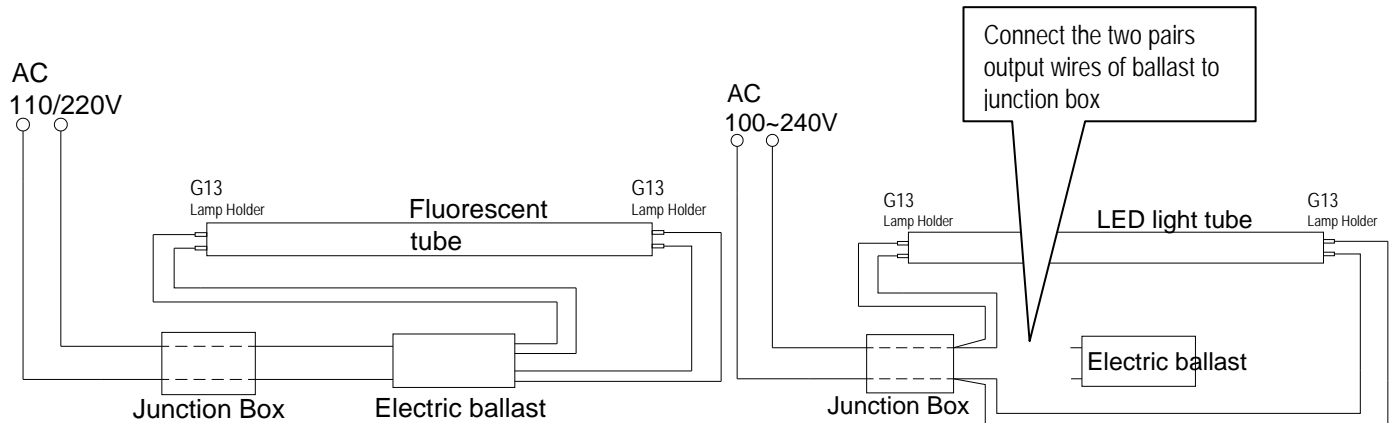 AC
110/220V
G13
Lamp Holder
Fluorescent
tube
G13
Lamp Holder
Junction Box
Electric ballast
Connect the two pairs
output wires of ballast to
junction box
AC
100~240V
G13
Lamp Holder
LED light tube
G13
Lamp Holder
Electric ballast
Junction Box